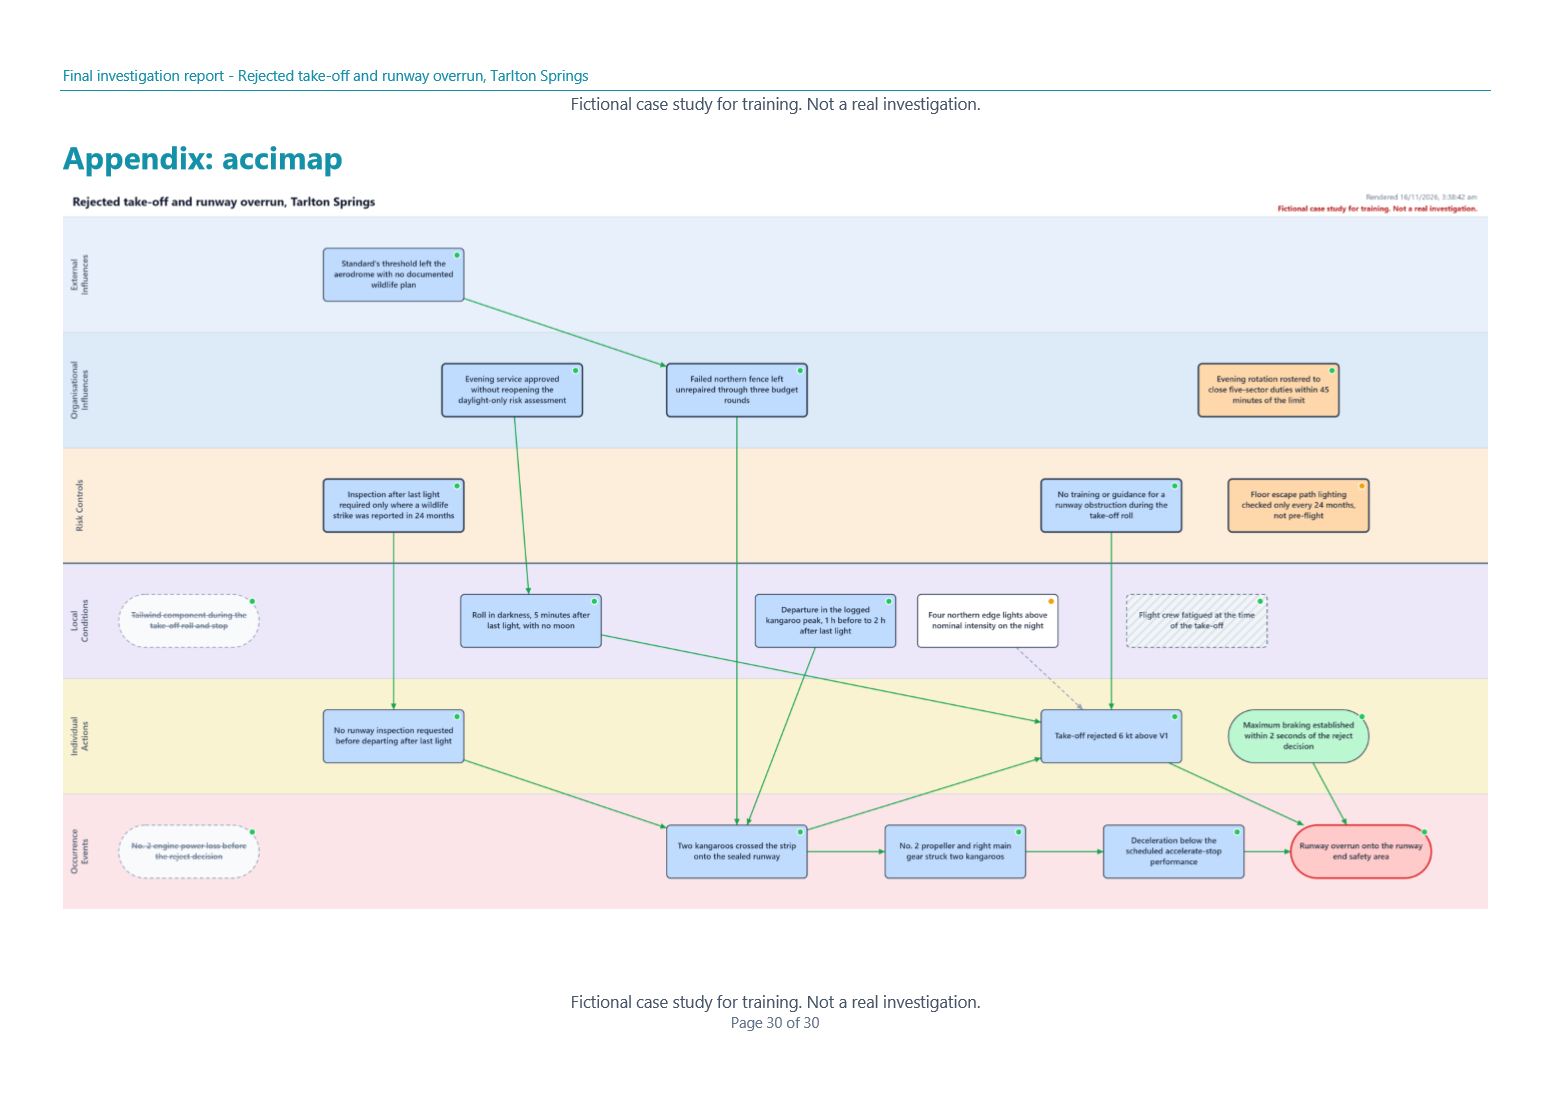 Final investigation report - Rejected take-off and runway overrun, Tarlton Springs
Fictional case study for training. Not a real investigation.
Appendix: accimap
Rejected take-off and runway overrun, Tarlton Springs
Rendered 16/11/2026, 3:38:42 am
Fictional case study for training. Not a real investigation.
External
Influences
Standard's threshold left the
aerodrome with no documented
wildlife plan
Organisational
Influences
Evening service approved
without reopening the
daylight-only risk assessment
Failed northern fence left
unrepaired through three budget
rounds
Evening rotation rostered to
close five-sector duties within 45
minutes of the limit
Risk Controls
Inspection after last light
required only where a wildlife
strike was reported in 24 months
No training or guidance for a
runway obstruction during the
take-off roll
Floor escape path lighting
checked only every 24 months,
not pre-flight
Local
Conditions
Tailwind component during the
take-off roll and stop
Roll in darkness, 5 minutes after
last light, with no moon
Departure in the logged
kangaroo peak, 1 h before to 2 h
after last light
Four northern edge lights above
nominal intensity on the night
Flight crew fatigued at the time
of the take-off
Individual
Actions
No runway inspection requested
before departing after last light
Take-off rejected 6 kt above V1
Maximum braking established
within 2 seconds of the reject
decision
Occurrence
Events
No. 2 engine power loss before
the reject decision
Two kangaroos crossed the strip
onto the sealed runway
No. 2 propeller and right main
gear struck two kangaroos
Deceleration below the
scheduled accelerate-stop
performance
Runway overrun onto the runway
end safety area
Fictional case study for training. Not a real investigation.
Page 30 of 30